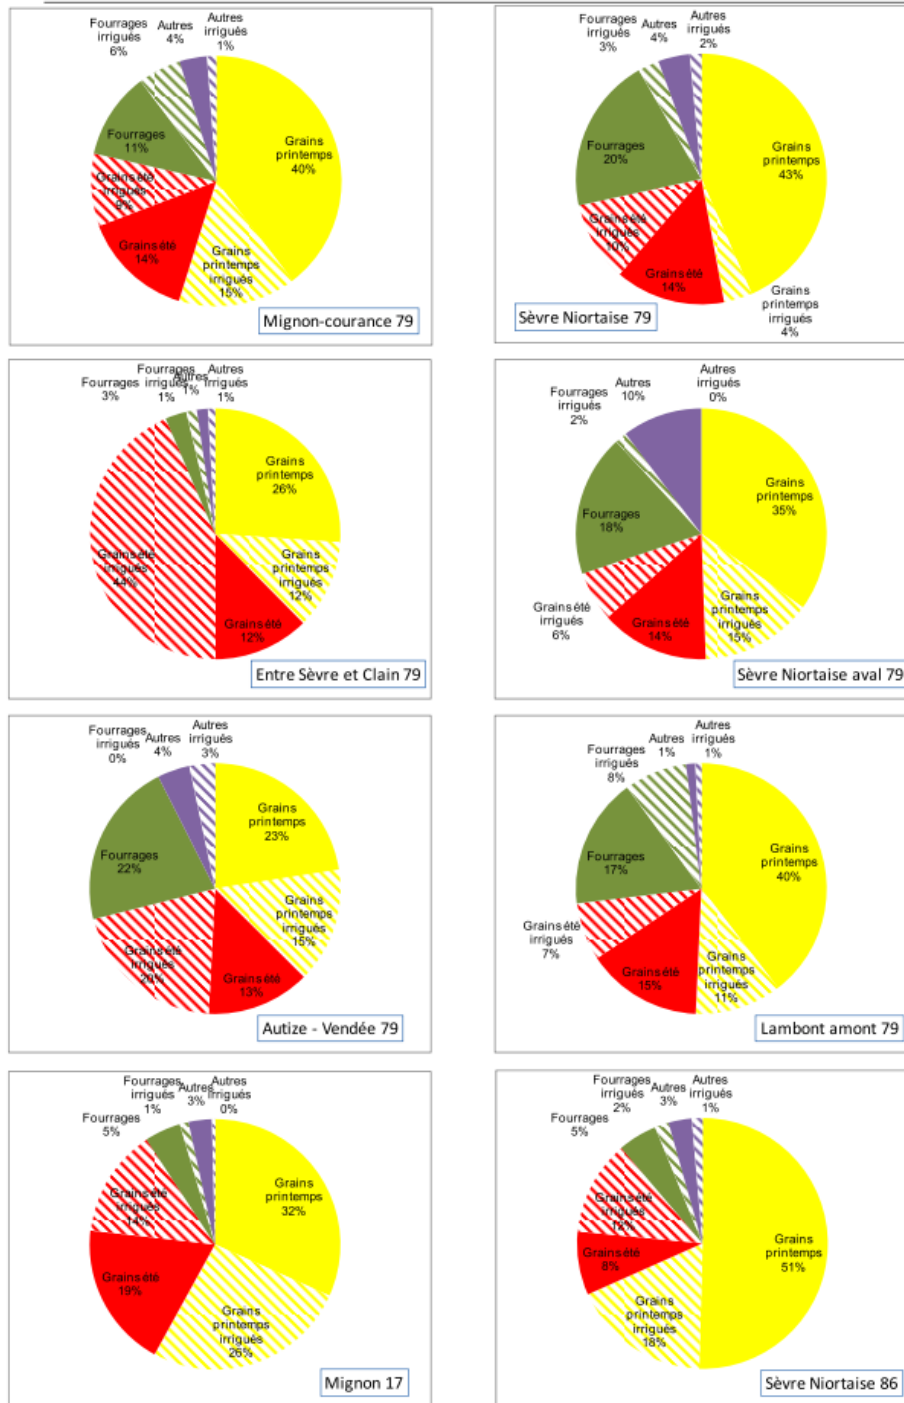 Fourrages
irrigués
6%
Autres
4%
Autres
irrigués
1%
Grains
printemps
40%
Grains
printemps
irrigués
15%
Grains été
14%
Grains été
irrigués
9%
Fourrages
11%
Mignon-courance 79
Fourrages
irrigués
3%
Autres
4%
Autres
irrigués
2%
Grains
printemps
43%
Grains
printemps
irrigués
4%
Grains été
14%
Grains été
irrigués
10%
Fourrages
20%
Sèvre Niortaise 79
Fourrages
3%
Fourrages
irrigués
1%
Autres
1%
Autres
irrigués
1%
Grains
printemps
26%
Grains
printemps
irrigués
12%
Grains été
12%
Grains été
irrigués
44%
Entre Sèvre et Clain 79
Fourrages
irrigués
2%
Autres
10%
Autres
irrigués
0%
Grains
printemps
35%
Grains
printemps
irrigués
15%
Grains été
14%
Grains été
irrigués
6%
Fourrages
18%
Sèvre Niortaise aval 79
Fourrages
irrigués
0%
Autres
4%
Autres
irrigués
3%
Grains
printemps
23%
Grains
printemps
irrigués
15%
Grains été
13%
Grains été
irrigués
20%
Fourrages
22%
Autize - Vendée 79
Fourrages
irrigués
8%
Autres
1%
Autres
irrigués
1%
Grains
printemps
40%
Grains
printemps
irrigués
11%
Grains été
15%
Grains été
irrigués
7%
Fourrages
17%
Lambont amont 79
Fourrages
5%
Fourrages
irrigués
1%
Autres
3%
Autres
irrigués
0%
Grains
printemps
32%
Grains
printemps
irrigués
26%
Grains été
19%
Grains été
irrigués
14%
Mignon 17
Fourrages
5%
Fourrages
irrigués
2%
Autres
3%
Autres
irrigués
1%
Grains
printemps
51%
Grains
printemps
irrigués
18%
Grains été
8%
Grains été
irrigués
12%
Sèvre Niortaise 86